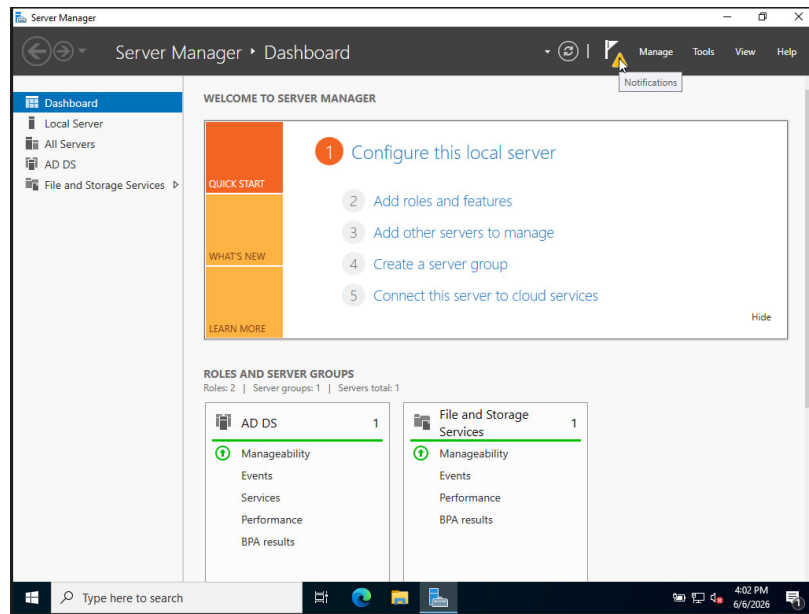 Server Manager
Server Manager ‣ Dashboard
Manage Tools View Help
Notifications
Dashboard
Local Server
All Servers
AD DS
File and Storage Services
WELCOME TO SERVER MANAGER
QUICK START
WHAT'S NEW
LEARN MORE
1 Configure this local server
2 Add roles and features
3 Add other servers to manage
4 Create a server group
5 Connect this server to cloud services
Hide
ROLES AND SERVER GROUPS
Roles: 2 | Server groups: 1 | Servers total: 1
AD DS 1
Manageability
Events
Services
Performance
BPA results
File and Storage
Services 1
Manageability
Events
Performance
BPA results
Type here to search
4:02 PM
6/6/2026
1